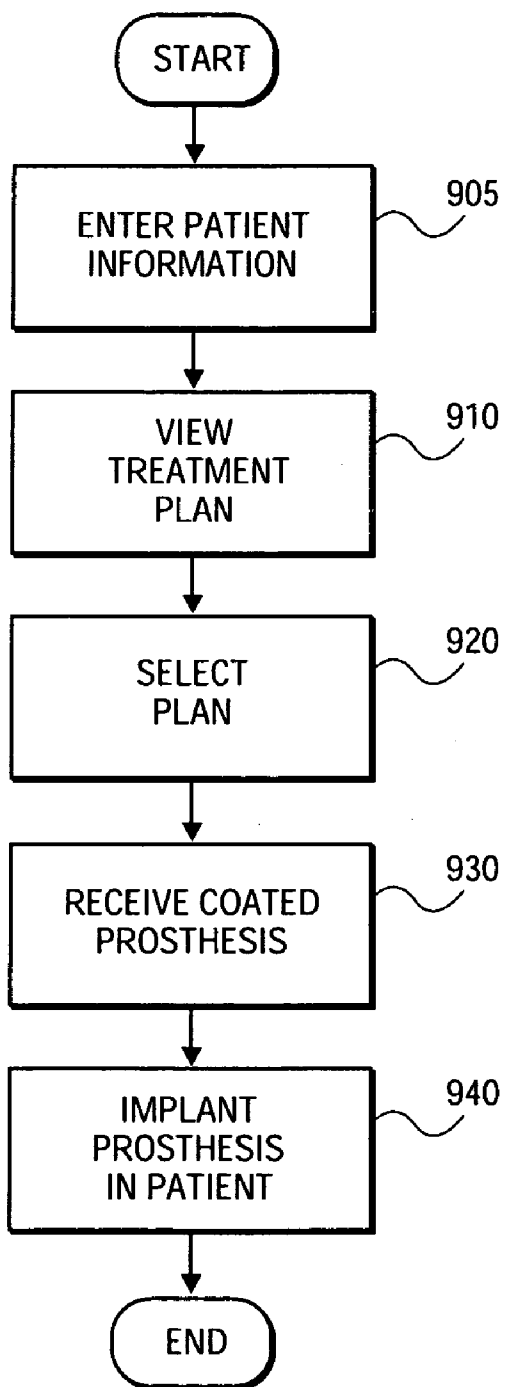 START
905
ENTER PATIENT
INFORMATION
910
VIEW
TREATMENT
PLAN
920
SELECT
PLAN
930
RECEIVE COATED
PROSTHESIS
940
IMPLANT
PROSTHESIS
IN PATIENT
END